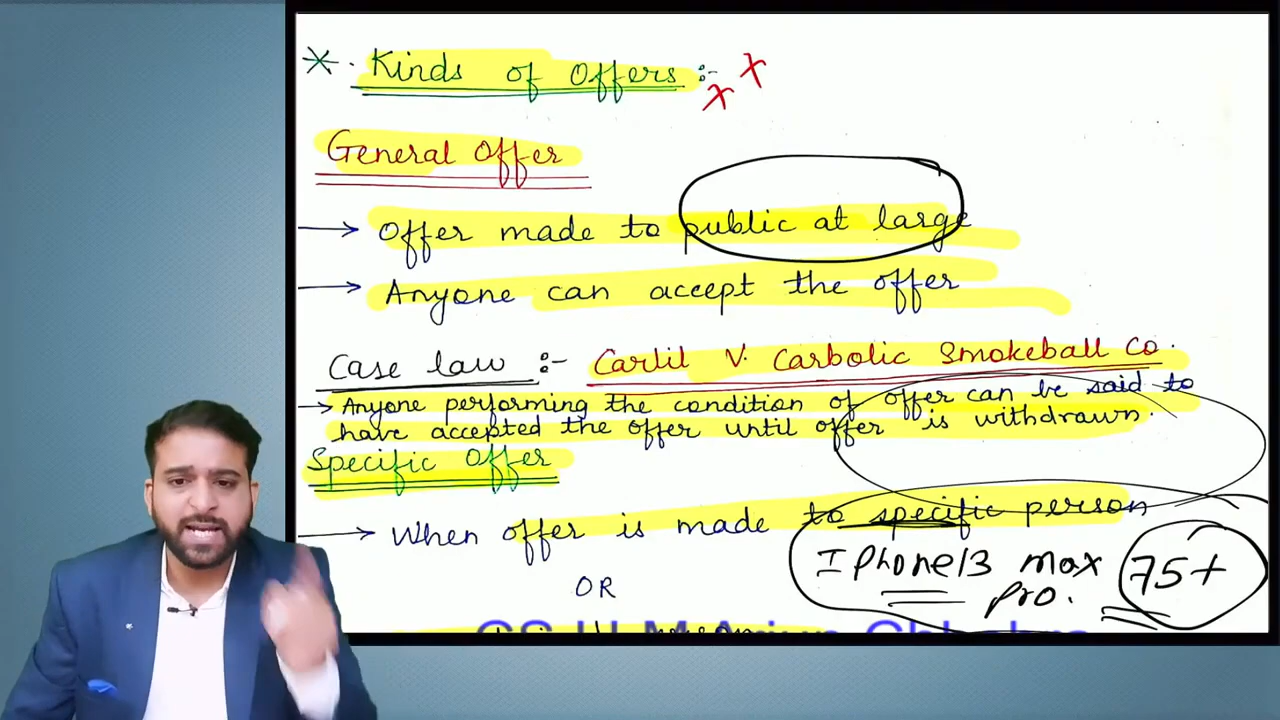 * . Kinds of Offers :- x x
General Offer
→ Offer made to public at large
→ Anyone can accept the offer
Case law :- Carlil V. Carbolic Smokeball Co.
→ Anyone performing the condition of offer can be said to
have accepted the offer until offer is withdrawn.
Specific Offer
→ When offer is made to specific person
IPhone13 max 75+
OR pro.